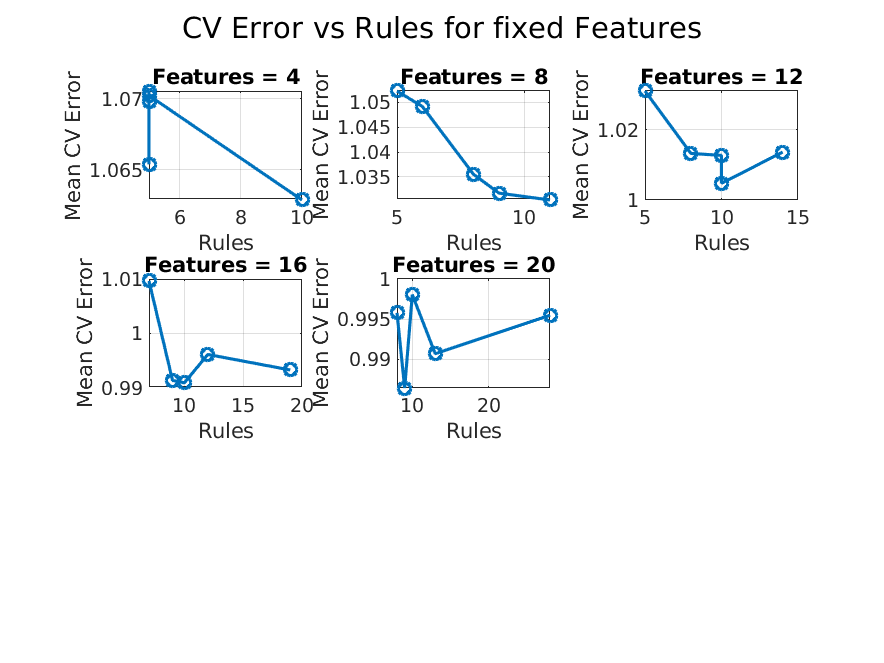 CV Error vs Rules for fixed Features
Features = 4
Mean CV Error
1.07
1.065
6 8 10
Rules
Features = 8
Mean CV Error
1.05
1.045
1.04
1.035
5 10
Rules
Features = 12
Mean CV Error
1.02
1
5 10 15
Rules
Features = 16
Mean CV Error
1.01
1
0.99
10 15 20
Rules
Features = 20
Mean CV Error
1
0.995
0.99
10 20
Rules